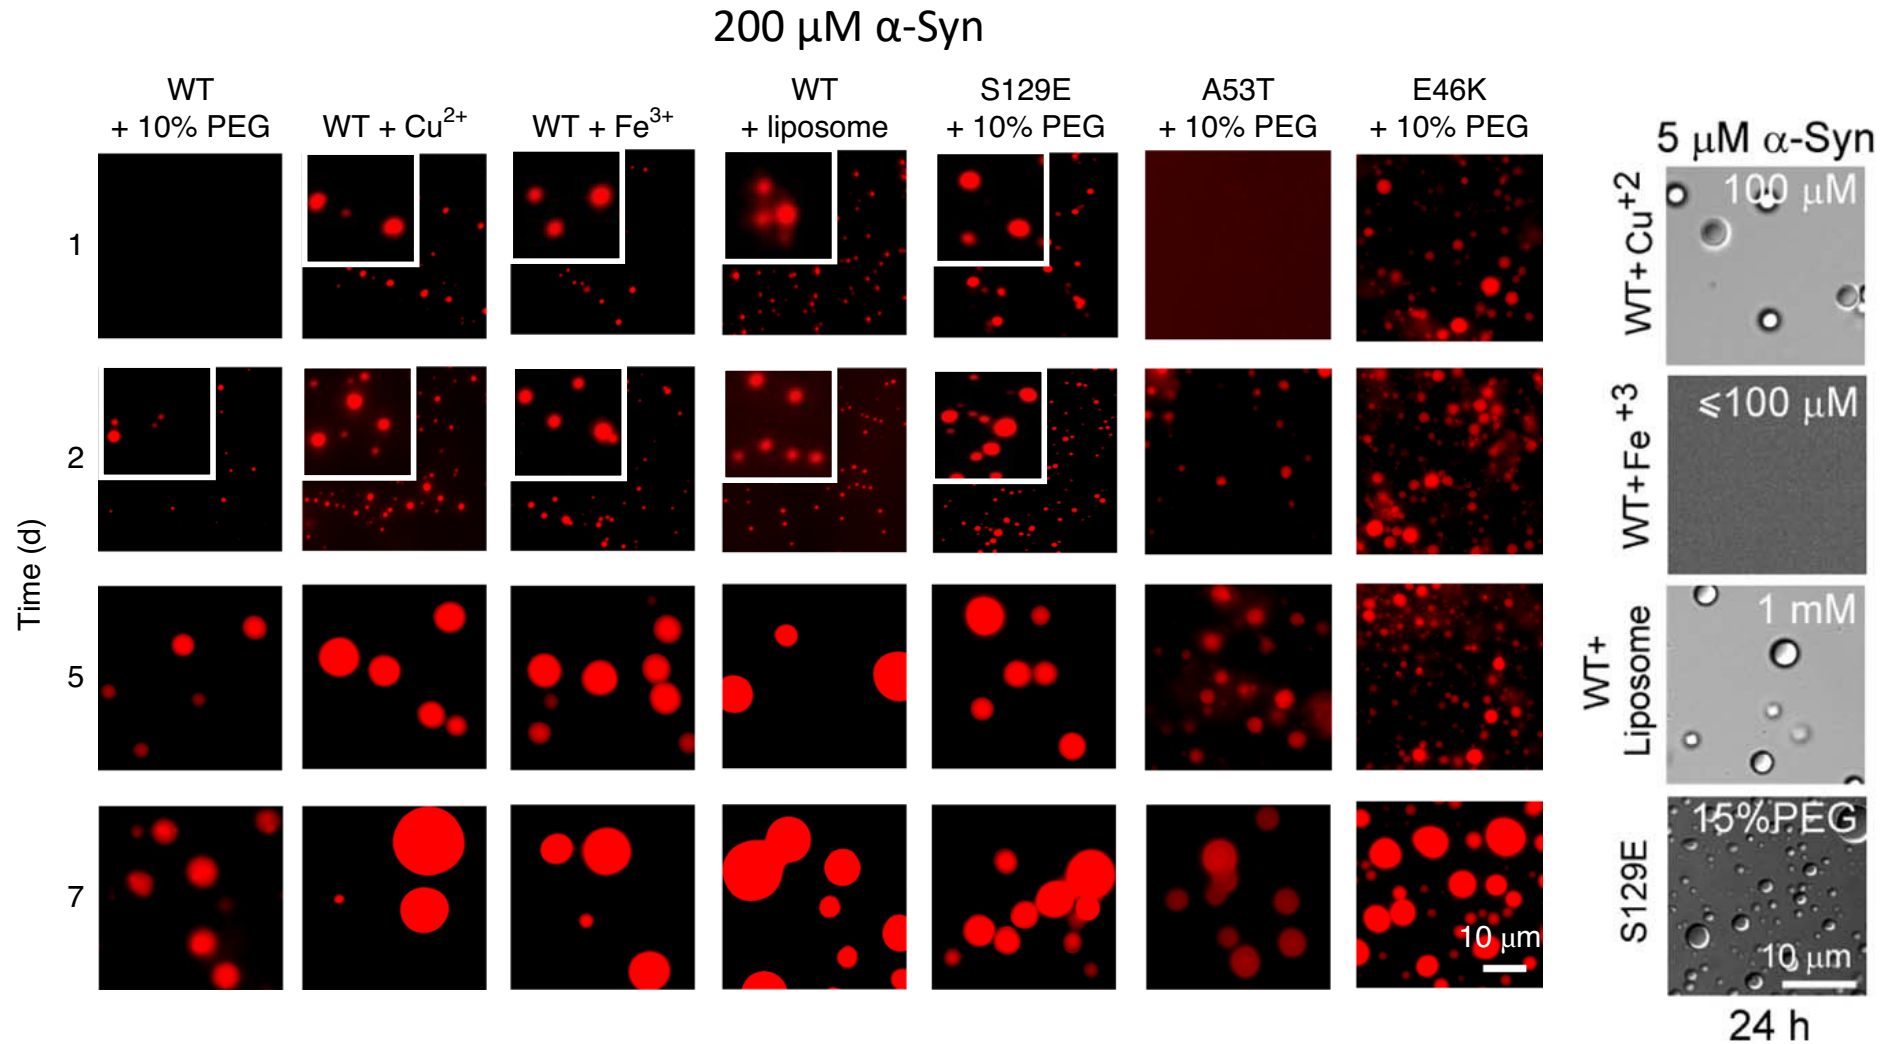 200 μM α-Syn
WT
+ 10% PEG
WT + Cu2+
WT + Fe3+
WT
+ liposome
S129E
+ 10% PEG
A53T
+ 10% PEG
E46K
+ 10% PEG
Time (d)
1
2
5
7
10 μm
5 μM α-Syn
WT+Cu+2
100 μM
WT+Fe+3
⩽100 μM
WT+
Liposome
1 mM
S129E
15%PEG
10 μm
24 h